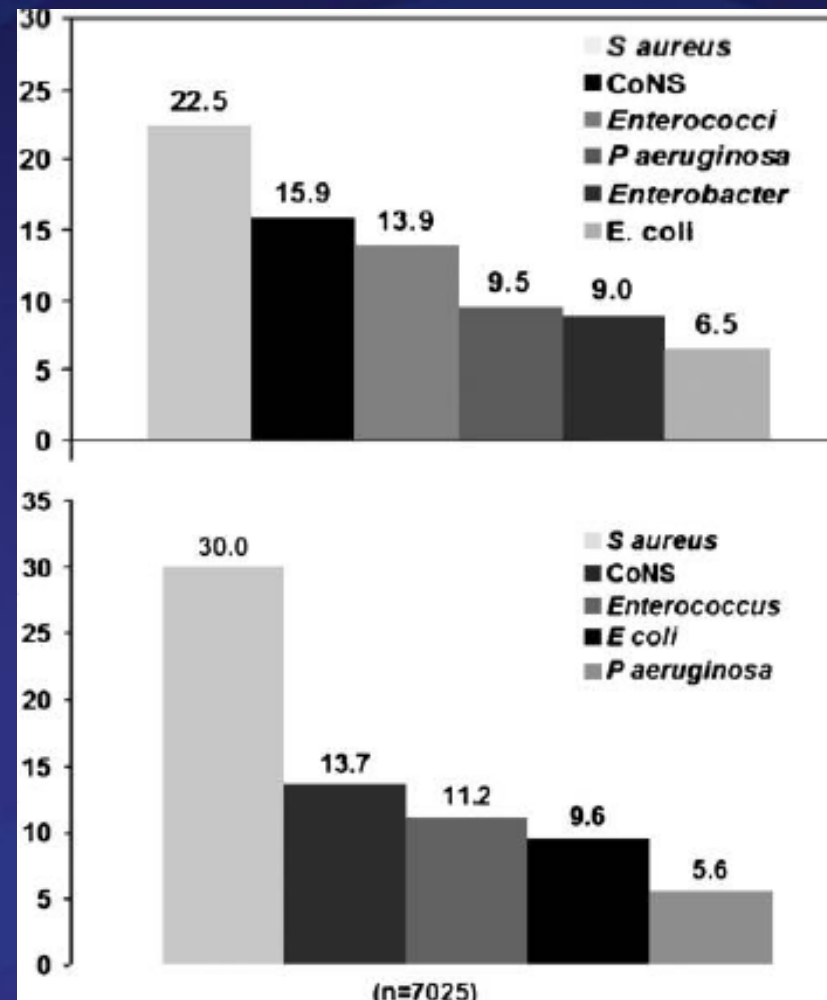 30
25
20
15
10
5
0
22.5
15.9
13.9
9.5
9.0
6.5
S aureus
CoNS
Enterococci
P aeruginosa
Enterobacter
E. coli
35
30
25
20
15
10
5
0
30.0
13.7
11.2
9.6
5.6
S aureus
CoNS
Enterococcus
E coli
P aeruginosa
(n=7025)